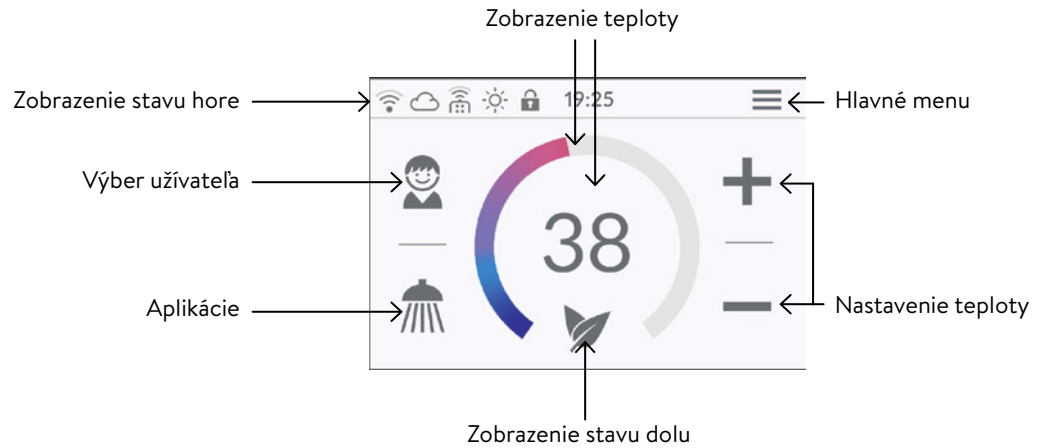 Zobrazenie teploty
Zobrazenie stavu hore
19:25
Hlavné menu
Výber užívateľa
38
Aplikácie
Nastavenie teploty
Zobrazenie stavu dolu